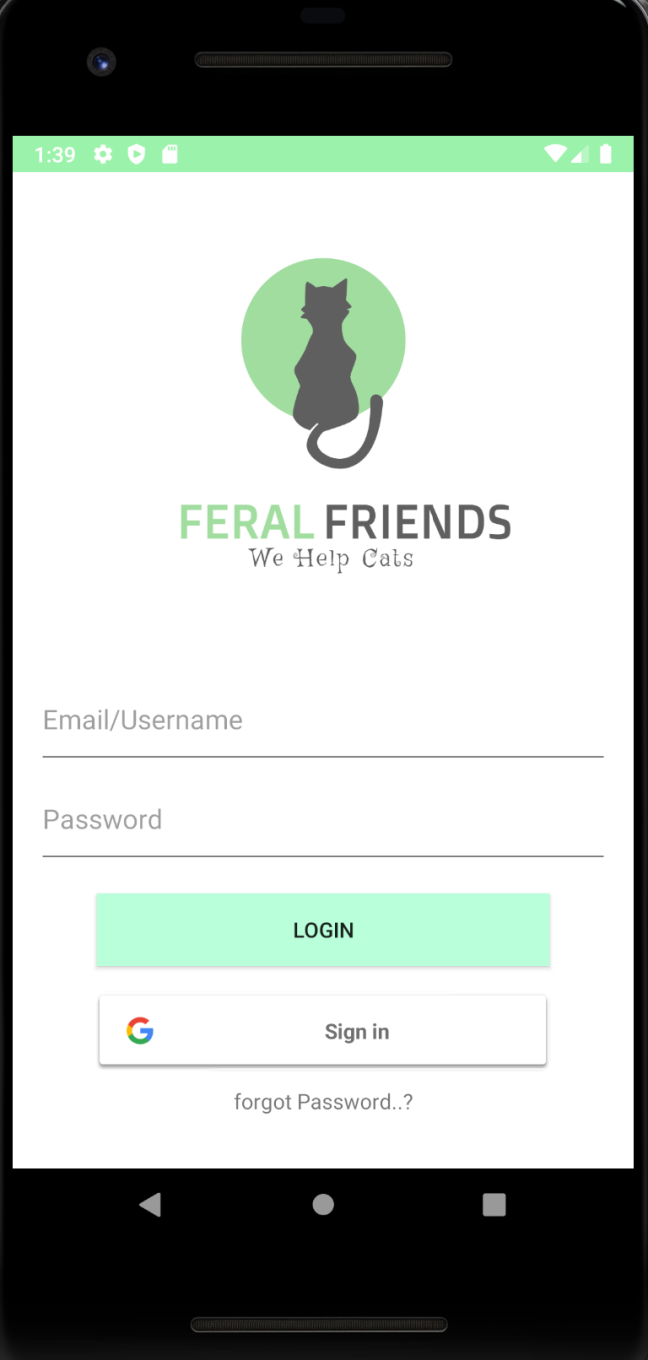 1:39
FERAL FRIENDS
We Help Cats
Email/Username
Password
LOGIN
G Sign in
forgot Password..?